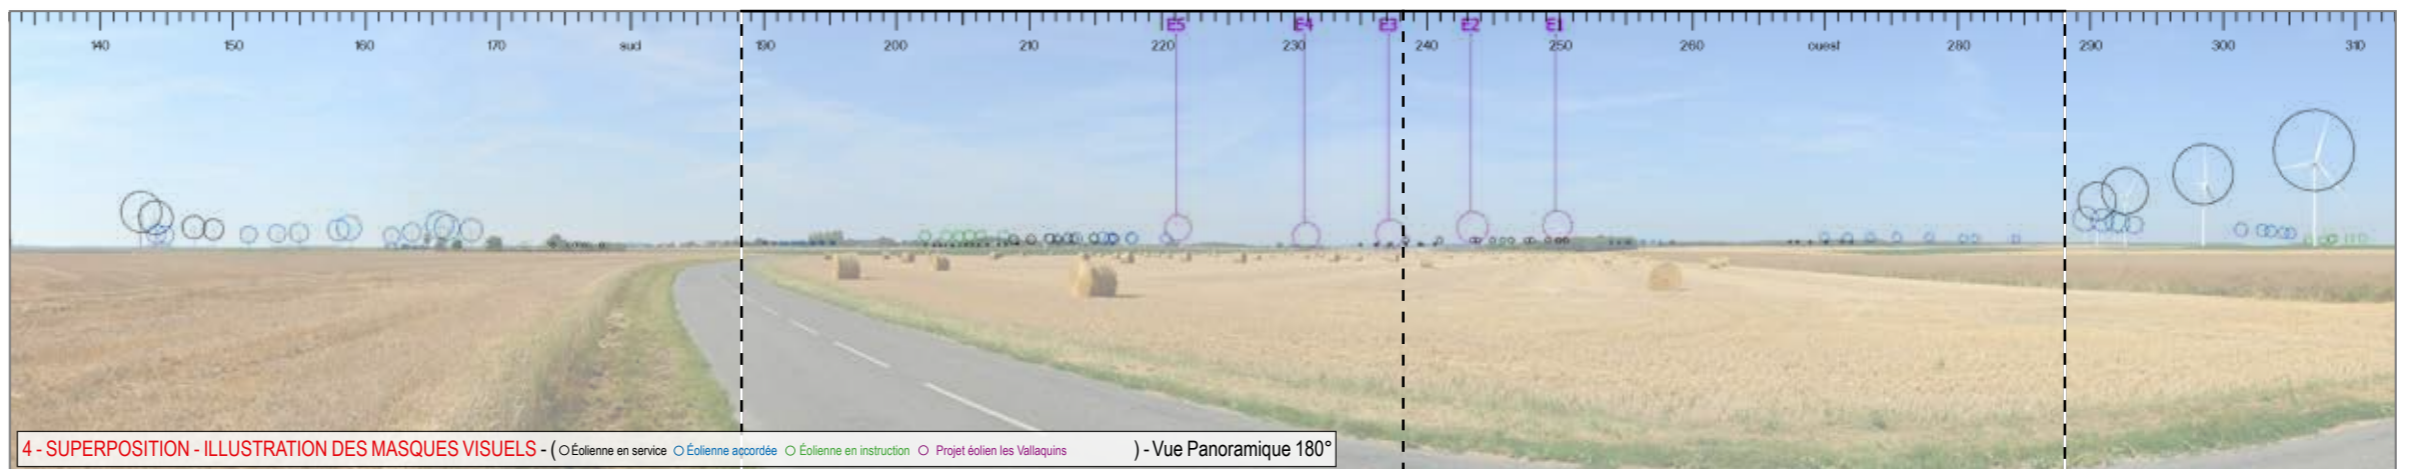 E5 E4 E3 E2 E1
140 150 160 170 sud 190 200 210 220 230 240 250 260 ouest 280 290 300 310
4 - SUPERPOSITION - ILLUSTRATION DES MASQUES VISUELS - ( Éolienne en service Éolienne accordée Éolienne en instruction Projet éolien les Vallaquins ) - Vue Panoramique 180°